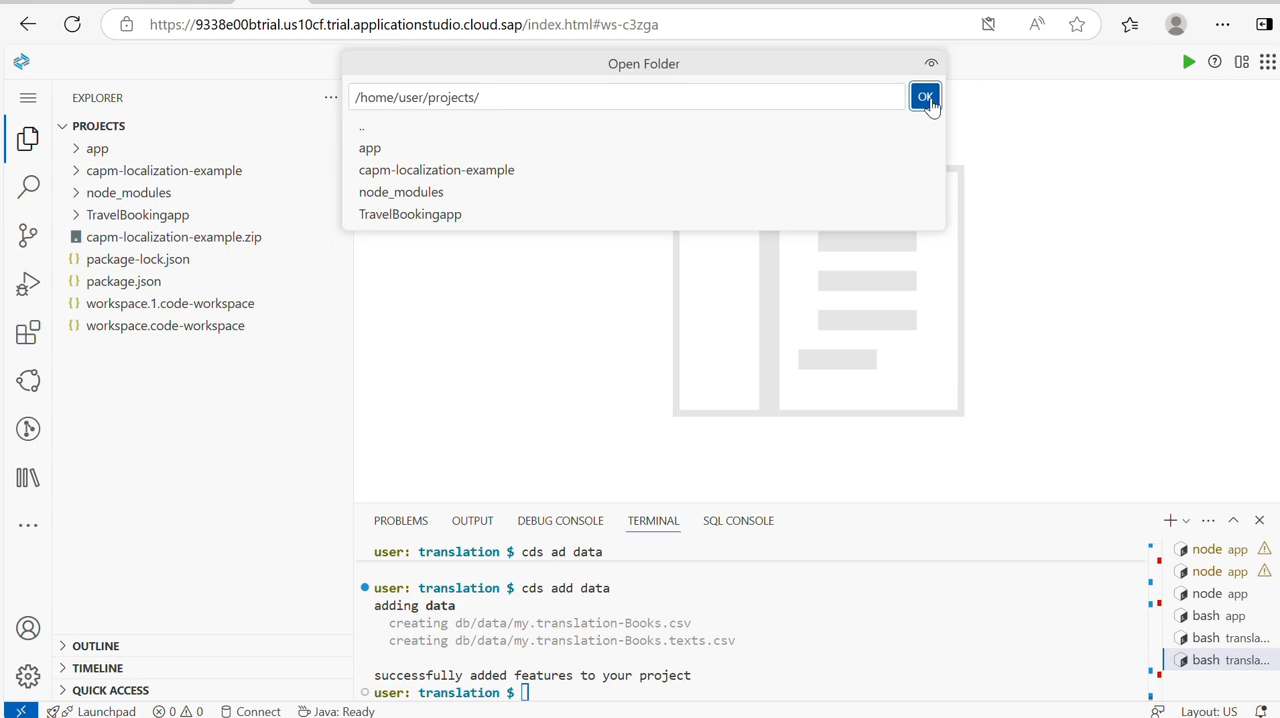 https://9338e00btrial.us10cf.trial.applicationstudio.cloud.sap/index.html#ws-c3zga
Open Folder
/home/user/projects/
OK
..
app
capm-localization-example
node_modules
TravelBookingapp
EXPLORER
PROJECTS
app
capm-localization-example
node_modules
TravelBookingapp
capm-localization-example.zip
package-lock.json
package.json
workspace.1.code-workspace
workspace.code-workspace
OUTLINE
TIMELINE
QUICK ACCESS
PROBLEMS OUTPUT DEBUG CONSOLE TERMINAL SQL CONSOLE
user: translation $ cds ad data
user: translation $ cds add data
adding data
creating db/data/my.translation-Books.csv
creating db/data/my.translation-Books.texts.csv
successfully added features to your project
user: translation $
node app
node app
node app
bash app
bash transla...
bash transla...
Launchpad 0 0 Connect Java: Ready Layout: US